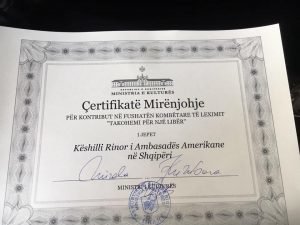 REPUBLIKA E SHQIPËRISË
MINISTRIA E KULTURËS
Çertifikatë Mirënjohje
PËR KONTRIBUT NË FUSHATËN KOMBËTARE TË LEXIMIT
"TAKOHEMI PËR NJË LIBËR"
I JEPET
Këshilli Rinor i Ambasadës Amerikane
në Shqipëri
MINISTRI I KULTURËS